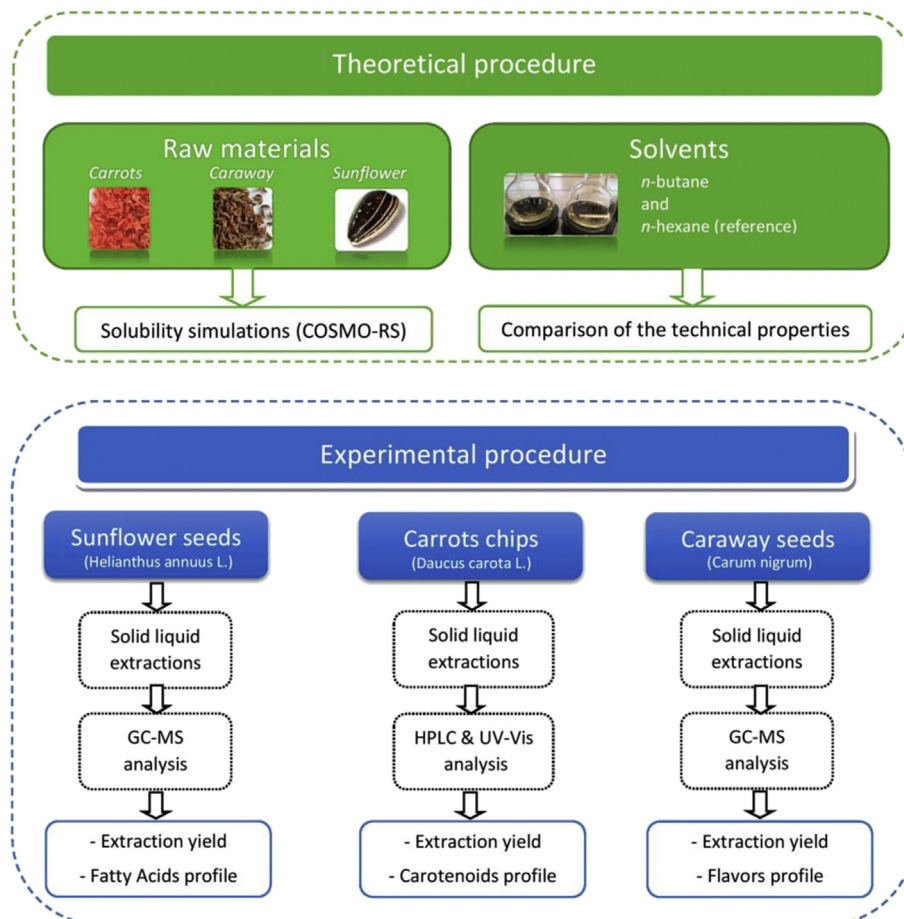 Theoretical procedure
Raw materials
Carrots
Caraway
Sunflower
Solubility simulations (COSMO-RS)
Solvents
n-butane
and
n-hexane (reference)
Comparison of the technical properties
Experimental procedure
Sunflower seeds
(Helianthus annuus L.)
Solid liquid
extractions
GC-MS
analysis
- Extraction yield
- Fatty Acids profile
Carrots chips
(Daucus carota L.)
Solid liquid
extractions
HPLC & UV-Vis
analysis
- Extraction yield
- Carotenoids profile
Caraway seeds
(Carum nigrum)
Solid liquid
extractions
GC-MS
analysis
- Extraction yield
- Flavors profile